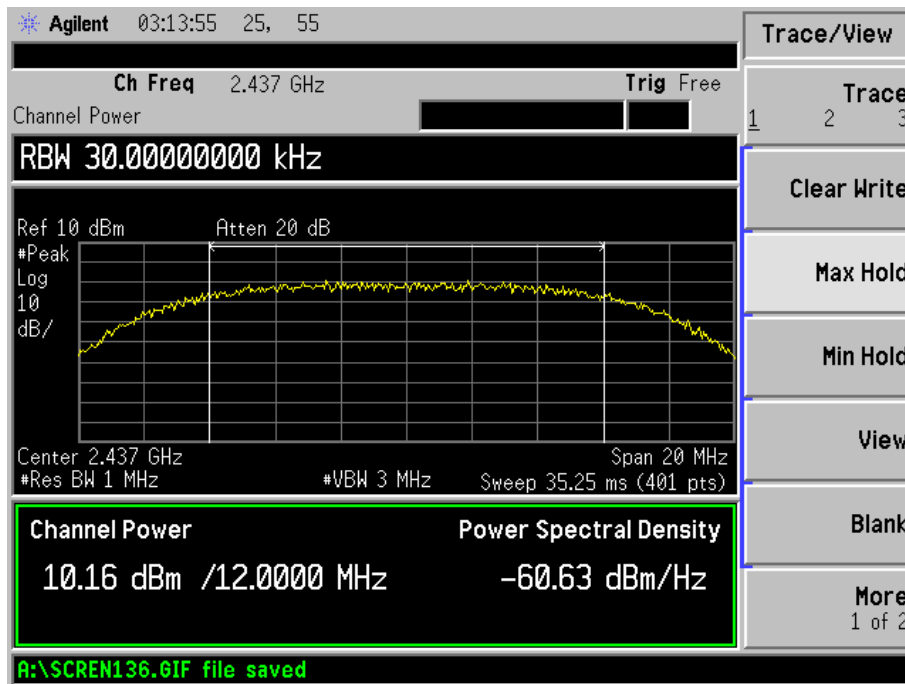 Agilent 03:13:55 25, 55
Ch Freq 2.437 GHz Trig Free
Channel Power
RBW 30.00000000 kHz
Ref 10 dBm Atten 20 dB
#Peak
Log
10
dB/
Center 2.437 GHz Span 20 MHz
#Res BW 1 MHz #VBW 3 MHz Sweep 35.25 ms (401 pts)
Channel Power Power Spectral Density
10.16 dBm /12.0000 MHz -60.63 dBm/Hz
A:\SCREN136.GIF file saved
Trace/View
Trace
1 2 3
Clear Write
Max Hold
Min Hold
View
Blank
More
1 of 2